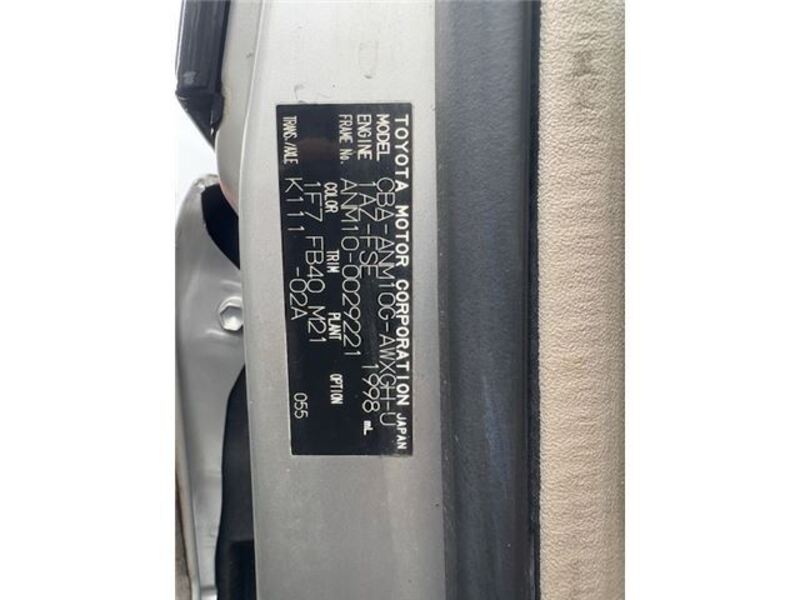 TOYOTA MOTOR CORPORATION JAPAN
MODEL CBA-ANM10G-AWXGH-U
ENGINE 1AZ-FSE 1998 mL
FRAME No. ANM10-0029221
COLOR TRIM PLANT OPTION
1F7 FB40 M21
TRANS./AXLE K111 -02A 055